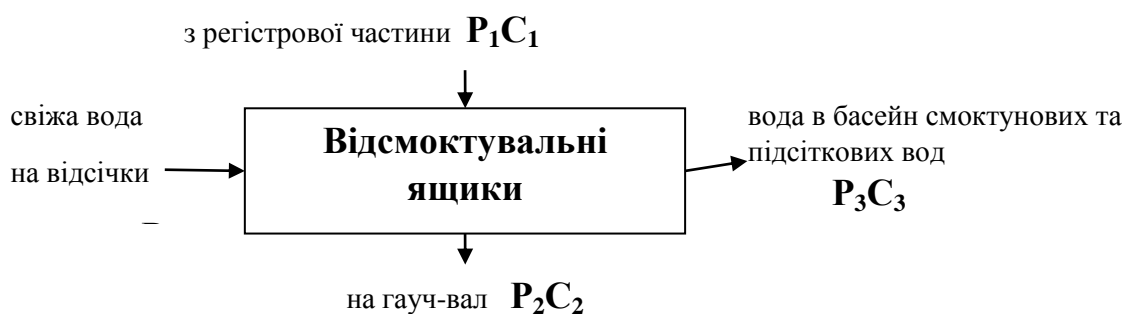 з регістрової частини P₁C₁
свіжа вода
на відсічки
Відсмоктувальні
ящики
вода в басейн смоктунових та
підсіткових вод
P₃C₃
на гауч-вал P₂C₂